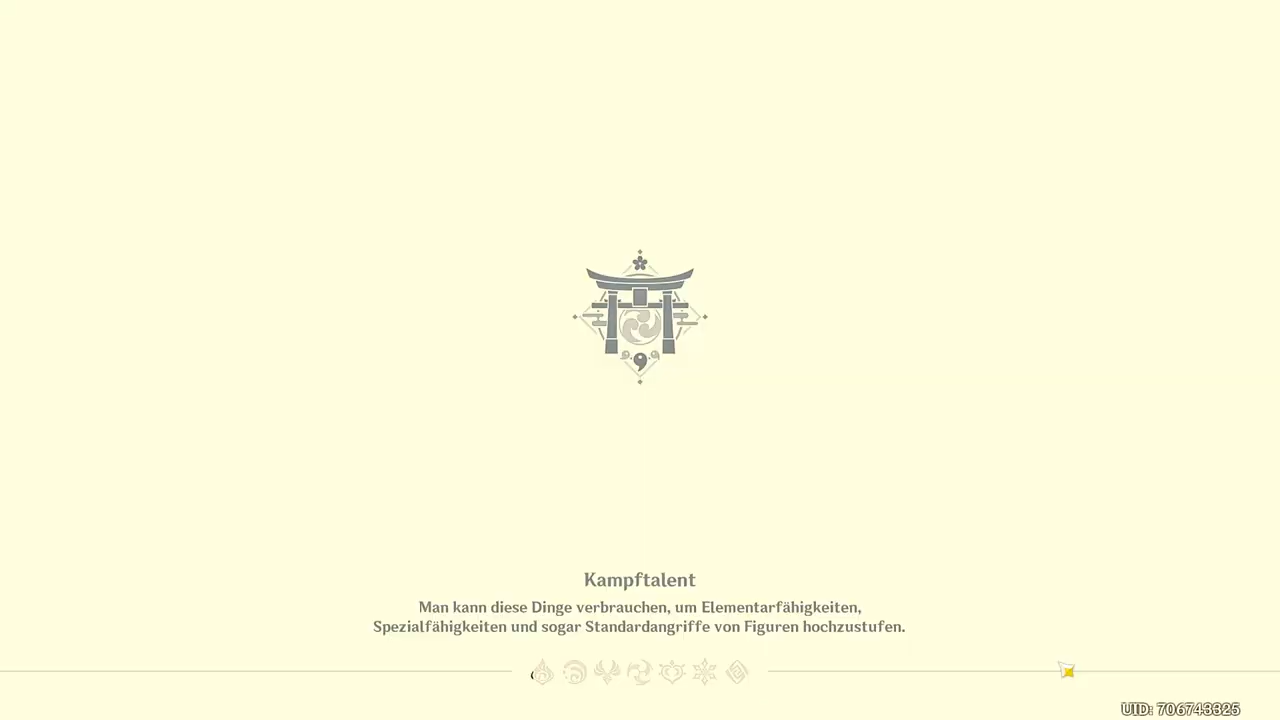 Kampftalent
Man kann diese Dinge verbrauchen, um Elementarfähigkeiten,
Spezialfähigkeiten und sogar Standardangriffe von Figuren hochzustufen.
UID: 706743325